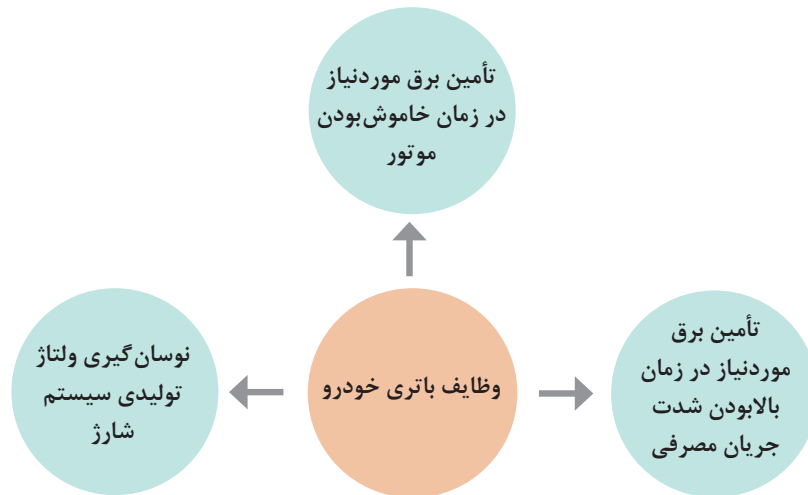 تأمین برق موردنیاز
در زمان خاموش‌بودن
موتور
تأمین برق
موردنیاز در زمان
بالابودن شدت
جریان مصرفی
وظایف باتری خودرو
نوسان‌گیری ولتاژ
تولیدی سیستم
شارژ